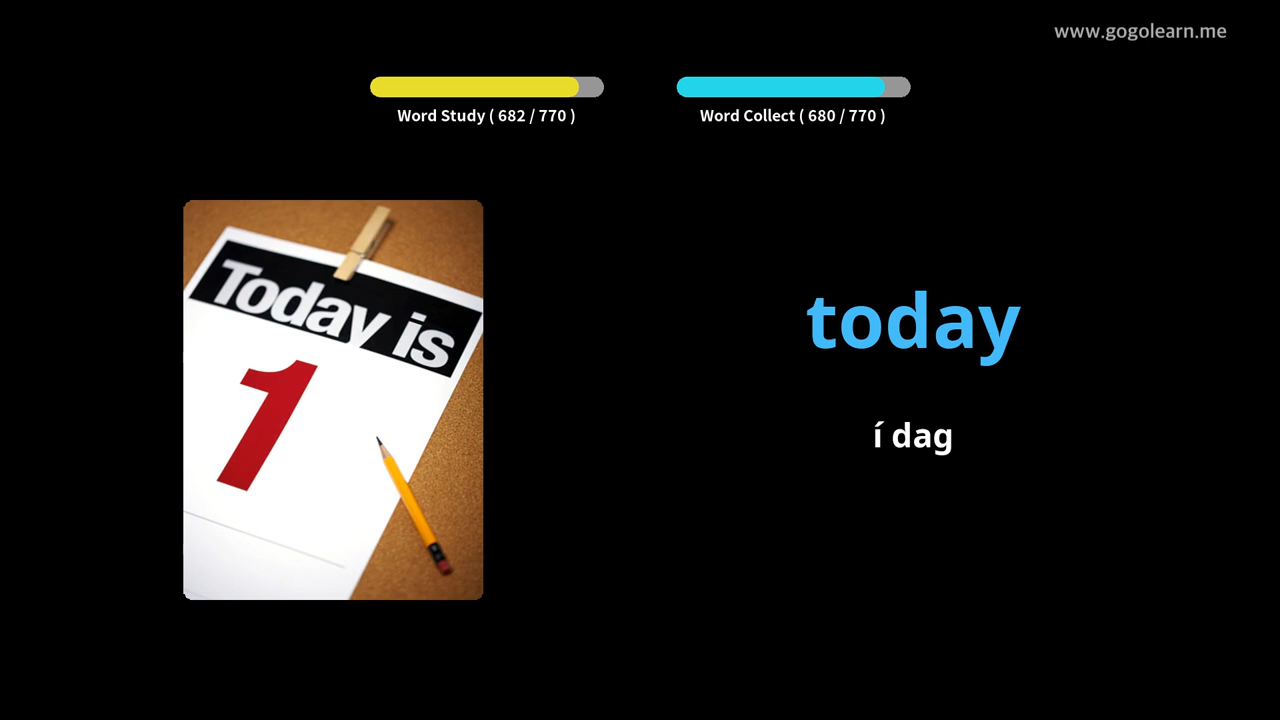 www.gogolearn.me
Word Study ( 682 / 770 )
Word Collect ( 680 / 770 )
Today is
1
today
í dag